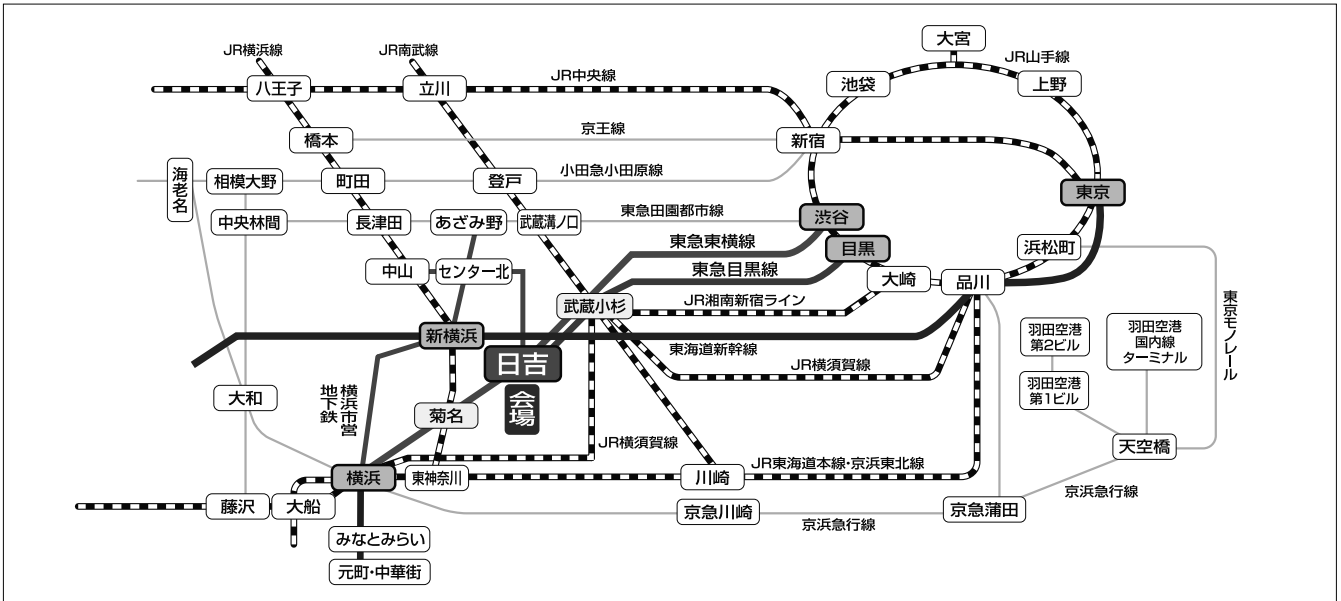 大宮
JR横浜線
JR南武線
JR山手線
JR中央線
八王子
立川
池袋
上野
橋本
京王線
新宿
海老名
相模大野
町田
登戸
小田急小田原線
東京
中央林間
長津田
あざみ野
武蔵溝ノ口
東急田園都市線
渋谷
東急東横線
目黒
浜松町
中山
センター北
東急目黒線
大崎
品川
武蔵小杉
JR湘南新宿ライン
東京モノレール
新横浜
東海道新幹線
羽田空港
第2ビル
羽田空港
国内線
ターミナル
日吉
会場
JR横須賀線
羽田空港
第1ビル
大和
横浜市営
地下鉄
菊名
JR横須賀線
天空橋
横浜
東神奈川
川崎
JR東海道本線・京浜東北線
京浜急行線
藤沢
大船
京急川崎
京浜急行線
京急蒲田
みなとみらい
元町・中華街